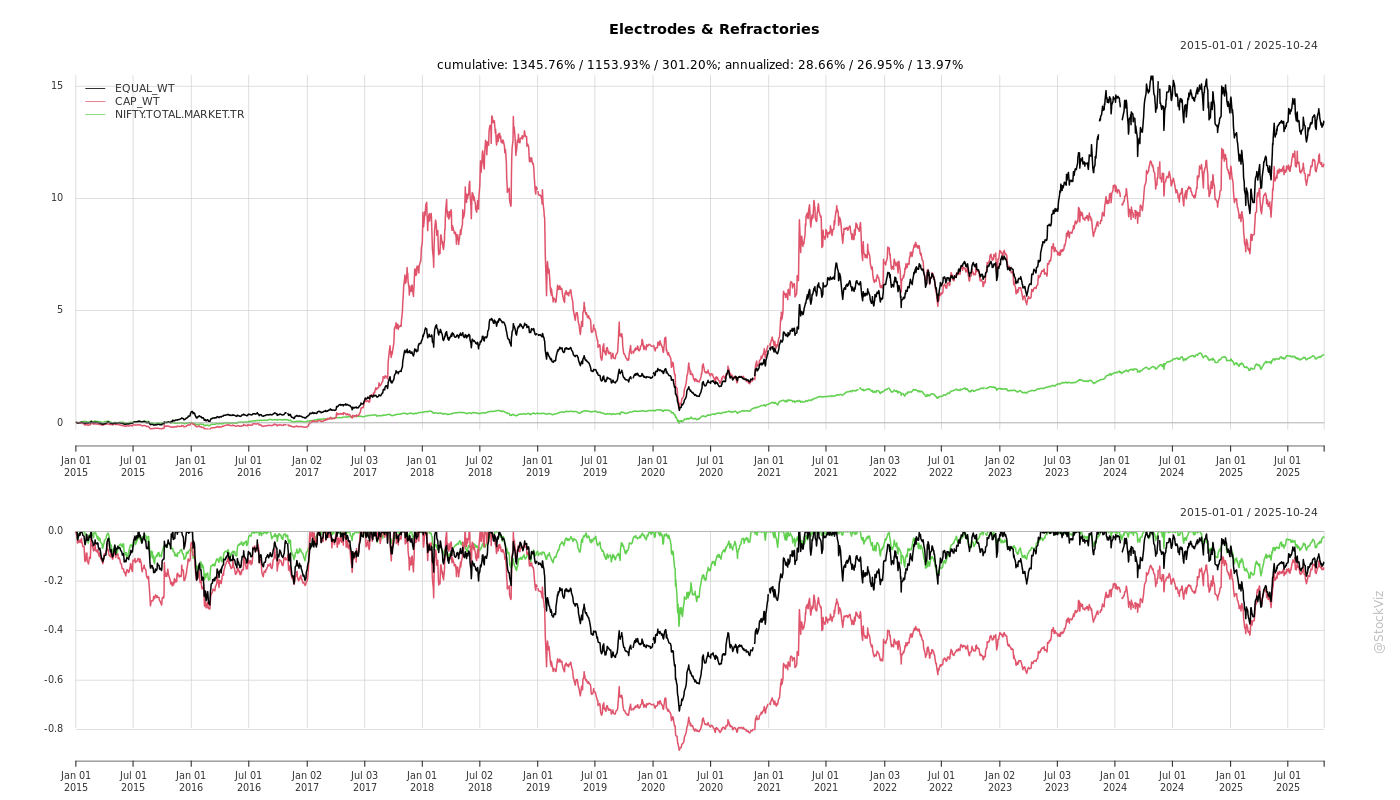 Electrodes & Refractories
2015-01-01 / 2025-10-24
cumulative: 1345.76% / 1153.93% / 301.20%; annualized: 28.66% / 26.95% / 13.97%
EQUAL_WT
CAP_WT
NIFTY.TOTAL.MARKET.TR
15
10
5
0
Jan 01 Jul 01 Jan 01 Jul 01 Jan 02 Jul 03 Jan 01 Jul 02 Jan 01 Jul 01 Jan 01 Jul 01 Jan 01 Jul 01 Jan 03 Jul 01 Jan 02 Jul 03 Jan 01 Jul 01 Jan 01 Jul 01
2015 2015 2016 2016 2017 2017 2018 2018 2019 2019 2020 2020 2021 2021 2022 2022 2023 2023 2024 2024 2025 2025
2015-01-01 / 2025-10-24
0.0
-0.2
-0.4
-0.6
-0.8
Jan 01 Jul 01 Jan 01 Jul 01 Jan 02 Jul 03 Jan 01 Jul 02 Jan 01 Jul 01 Jan 01 Jul 01 Jan 01 Jul 01 Jan 03 Jul 01 Jan 02 Jul 03 Jan 01 Jul 01 Jan 01 Jul 01
2015 2015 2016 2016 2017 2017 2018 2018 2019 2019 2020 2020 2021 2021 2022 2022 2023 2023 2024 2024 2025 2025
@StockViz